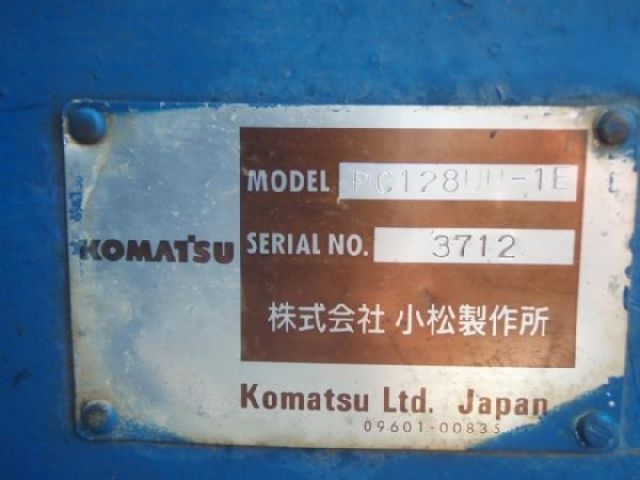 MODEL PC128UU-1E
KOMATSU
SERIAL NO. 3712
株式会社 小松製作所
Komatsu Ltd. Japan
09601-00835